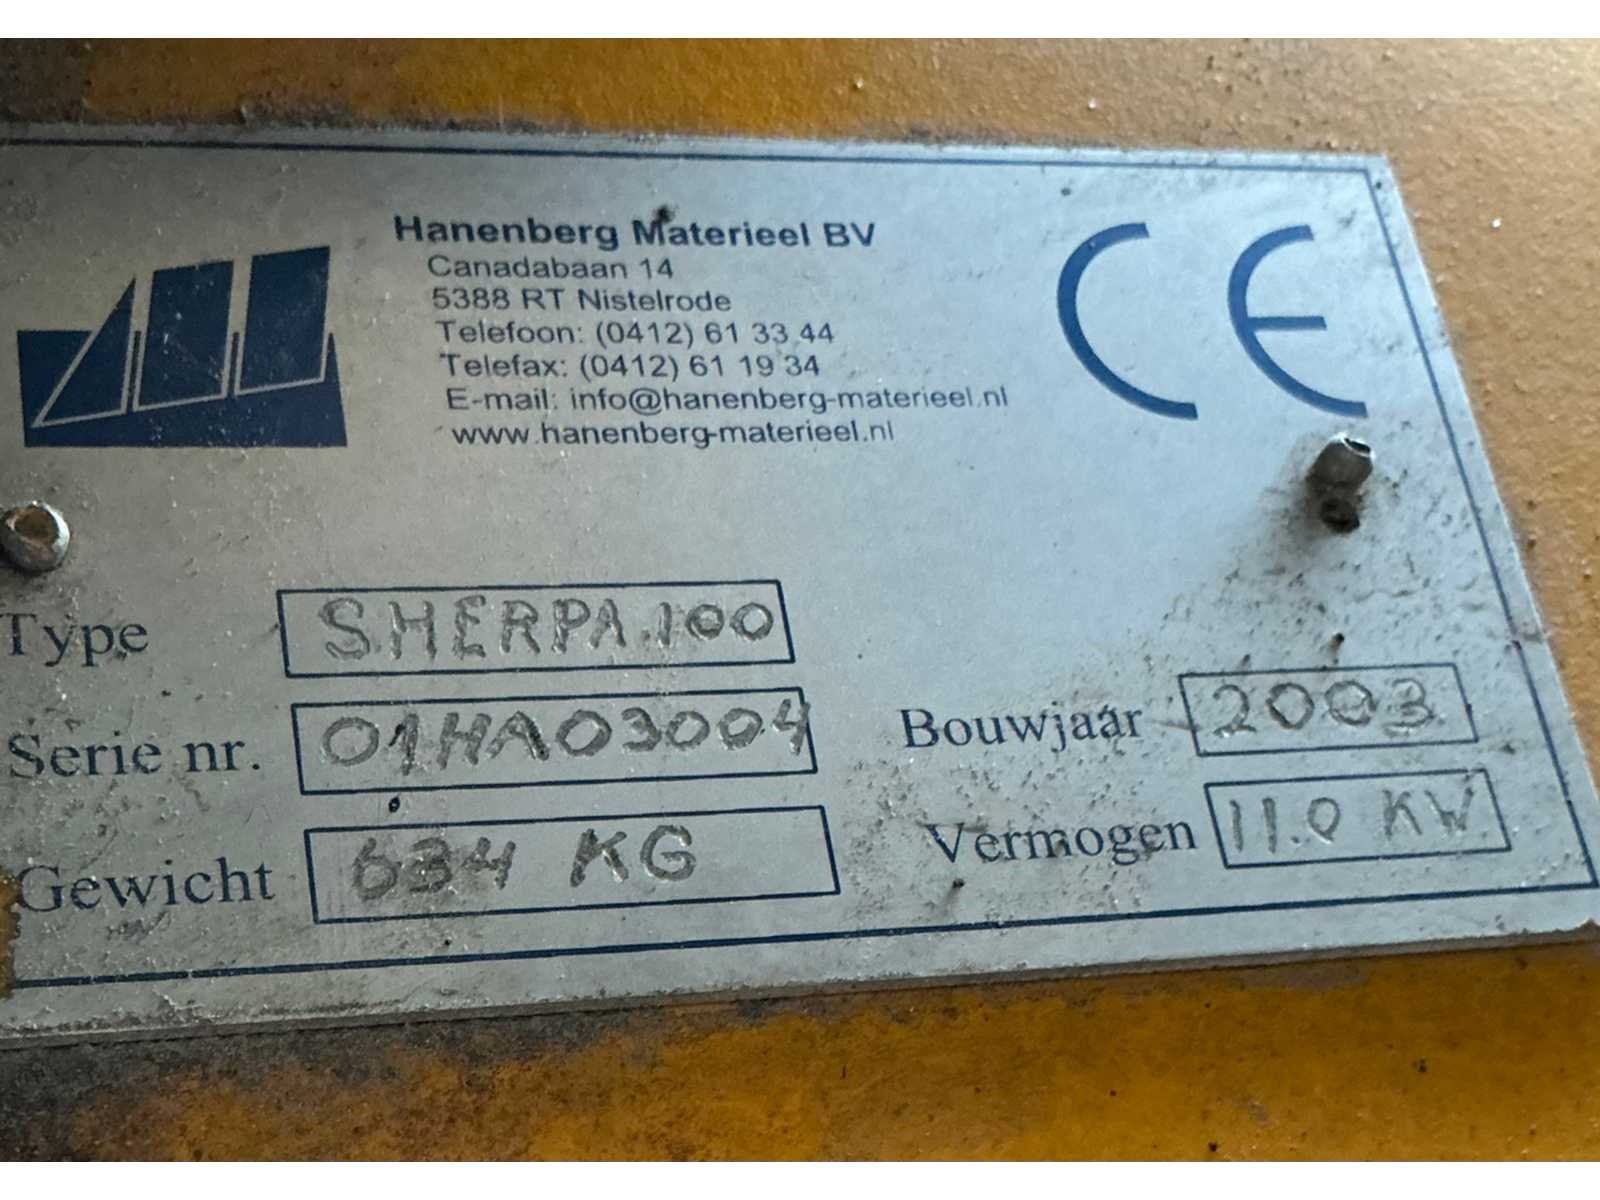 Hanenberg Materieel BV
Canadabaan 14
5388 RT Nistelrode
Telefoon: (0412) 61 33 44
Telefax: (0412) 61 19 34
E-mail: info@hanenberg-materieel.nl
www.hanenberg-materieel.nl
CE
Type SHERPA 100
Serie nr. 01HA03004 Bouwjaar 2003
Gewicht 634 KG Vermogen 11.0 KW